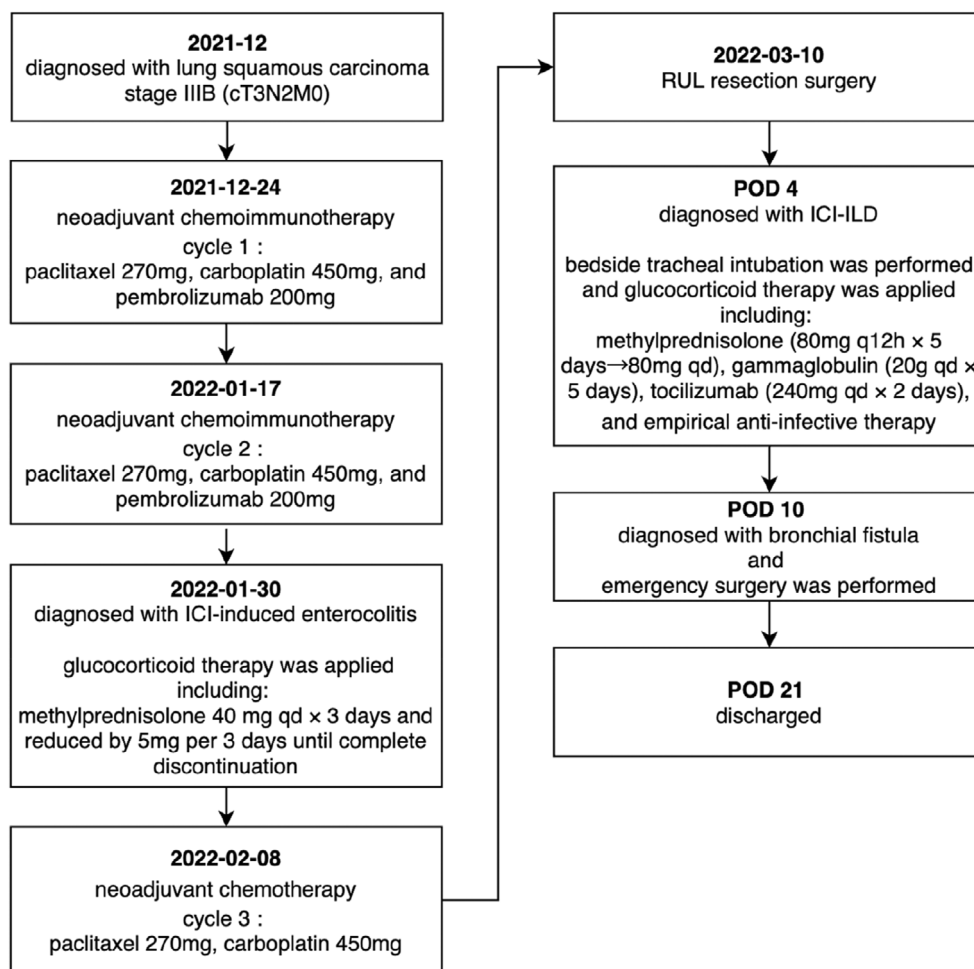 2021-12
diagnosed with lung squamous carcinoma
stage IIIB (cT3N2M0)
2021-12-24
neoadjuvant chemoimmunotherapy
cycle 1 :
paclitaxel 270mg, carboplatin 450mg, and
pembrolizumab 200mg
2022-01-17
neoadjuvant chemoimmunotherapy
cycle 2 :
paclitaxel 270mg, carboplatin 450mg, and
pembrolizumab 200mg
2022-01-30
diagnosed with ICI-induced enterocolitis
glucocorticoid therapy was applied
including:
methylprednisolone 40 mg qd × 3 days and
reduced by 5mg per 3 days until complete
discontinuation
2022-02-08
neoadjuvant chemotherapy
cycle 3 :
paclitaxel 270mg, carboplatin 450mg
2022-03-10
RUL resection surgery
POD 4
diagnosed with ICI-ILD
bedside tracheal intubation was performed
and glucocorticoid therapy was applied
including:
methylprednisolone (80mg q12h × 5
days→80mg qd), gammaglobulin (20g qd ×
5 days), tocilizumab (240mg qd × 2 days),
and empirical anti-infective therapy
POD 10
diagnosed with bronchial fistula
and
emergency surgery was performed
POD 21
discharged